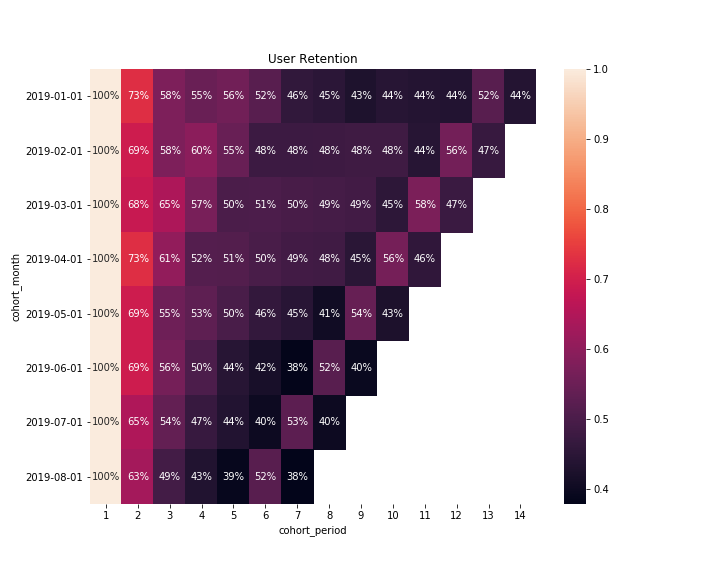 User Retention
2019-01-01 100% 73% 58% 55% 56% 52% 46% 45% 43% 44% 44% 44% 52% 44% 1.0
2019-02-01 100% 69% 58% 60% 55% 48% 48% 48% 48% 48% 44% 56% 47% 0.9
2019-03-01 100% 68% 65% 57% 50% 51% 50% 49% 49% 45% 58% 47% 0.8
2019-04-01 100% 73% 61% 52% 51% 50% 49% 48% 45% 56% 46% 0.7
cohort_month
2019-05-01 100% 69% 55% 53% 50% 46% 45% 41% 54% 43% 0.6
2019-06-01 100% 69% 56% 50% 44% 42% 38% 52% 40%
2019-07-01 100% 65% 54% 47% 44% 40% 53% 40% 0.5
2019-08-01 100% 63% 49% 43% 39% 52% 38% 0.4
1 2 3 4 5 6 7 8 9 10 11 12 13 14
cohort_period